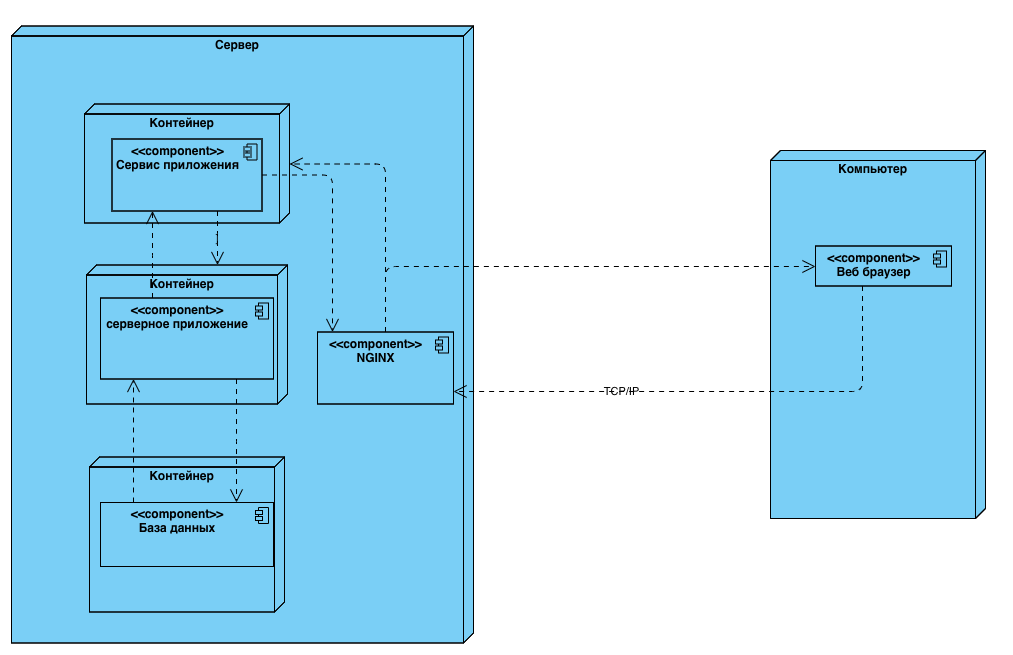 Сервер
Контейнер
<<component>>
Сервис приложения
Контейнер
<<component>>
серверное приложение
<<component>>
NGINX
Контейнер
<<component>>
База данных
TCP/IP
Компьютер
<<component>>
Веб браузер